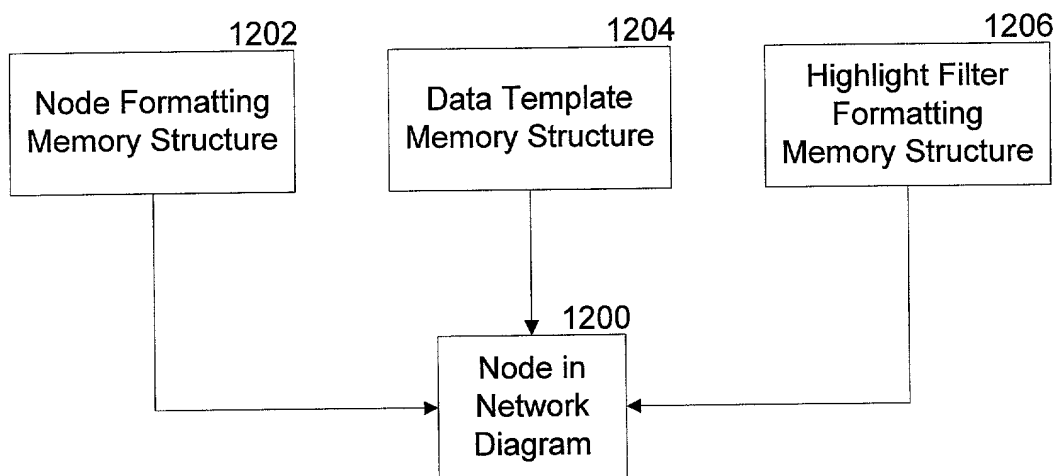 1202
Node Formatting
Memory Structure
1204
Data Template
Memory Structure
1206
Highlight Filter
Formatting
Memory Structure
1200
Node in
Network
Diagram